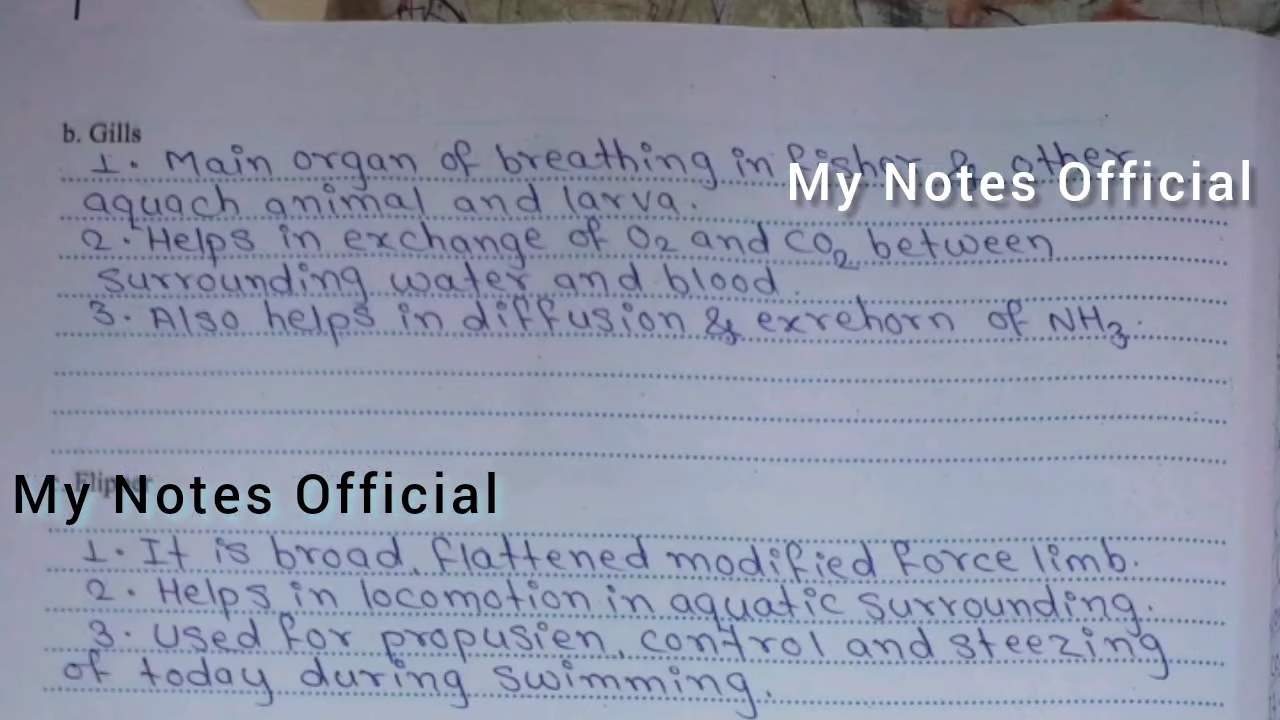 b. Gills
1. Main organ of breathing in & other
My Notes Official
aquach animal and larva.
2. Helps in exchange of O2 and CO2 between
surrounding water and blood.
3. Also helps in diffusion & exrehorn of NH3.
Flipper
My Notes Official
1. It is broad, flattened modified force limb.
2. Helps in locomotion in aquatic surrounding.
3. Used for propusien, control and steezing
of today during swimming.